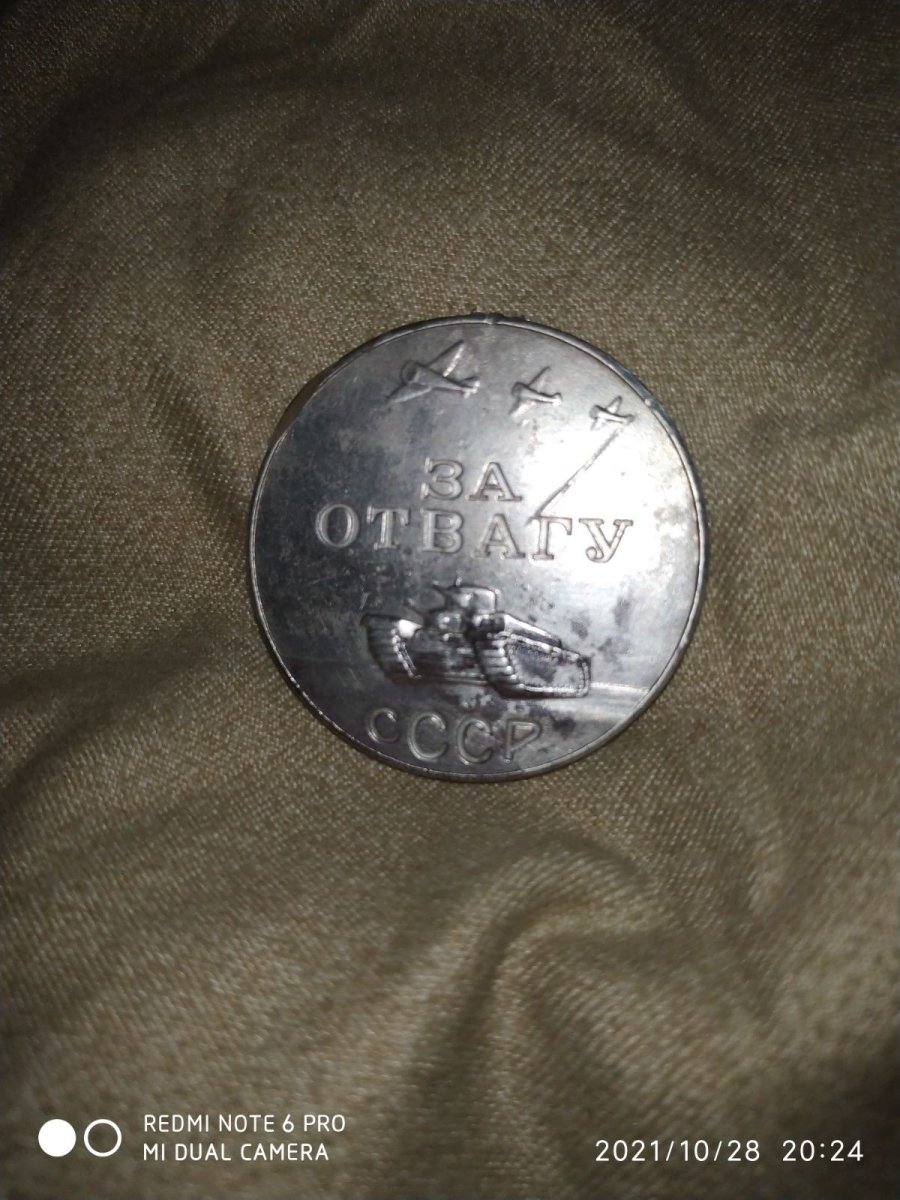 ЗА
ОТВАГУ
СССР
REDMI NOTE 6 PRO
MI DUAL CAMERA
2021/10/28 20:24